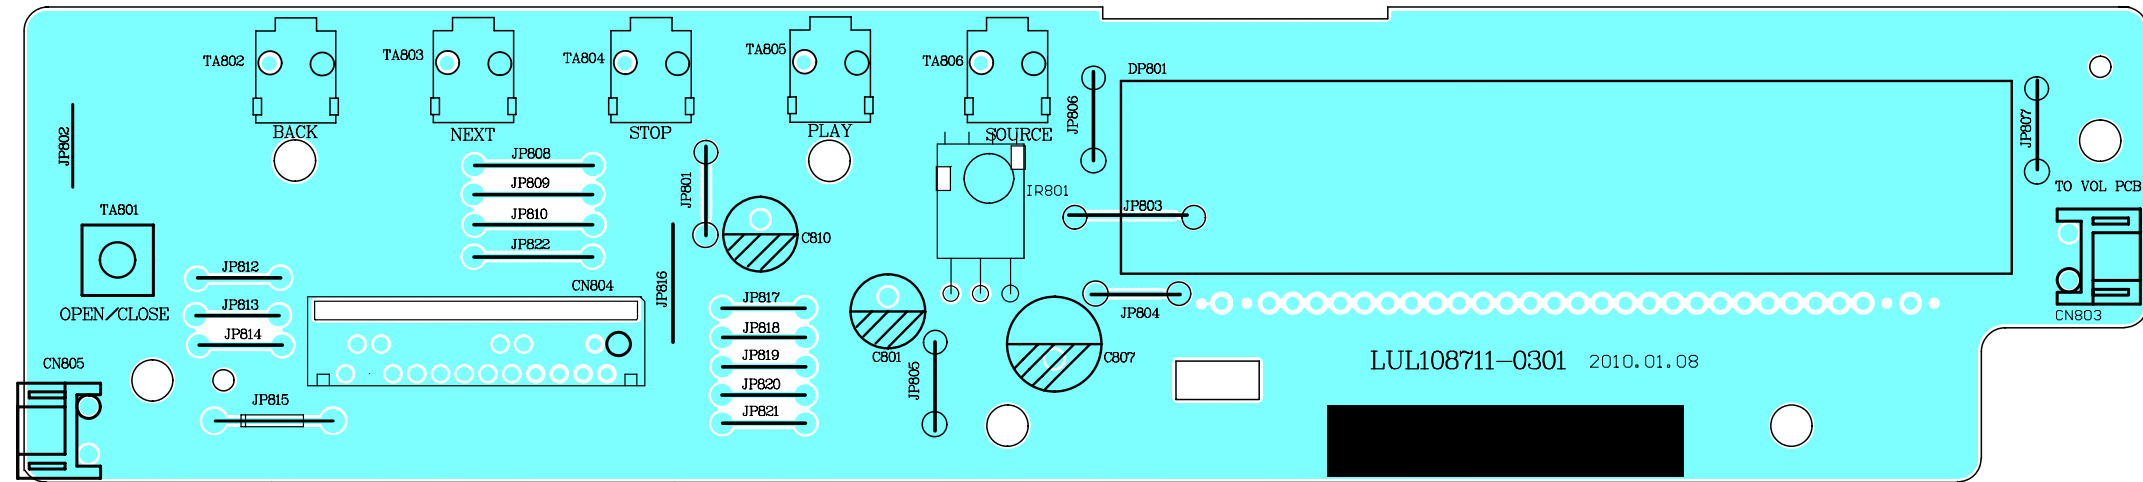 TA802
TA803
TA804
TA805
TA806
DP801
BACK
NEXT
STOP
PLAY
SOURCE
JP802
JP806
JP807
JP808
JP809
JP810
JP822
JP801
C810
IR801
JP803
TO VOL PCB
TA801
OPEN/CLOSE
JP812
JP813
JP814
CN804
JP816
JP817
JP818
JP819
JP820
JP821
C801
JP805
C807
JP804
CN803
CN805
JP815
LUL108711-0301 2010.01.08